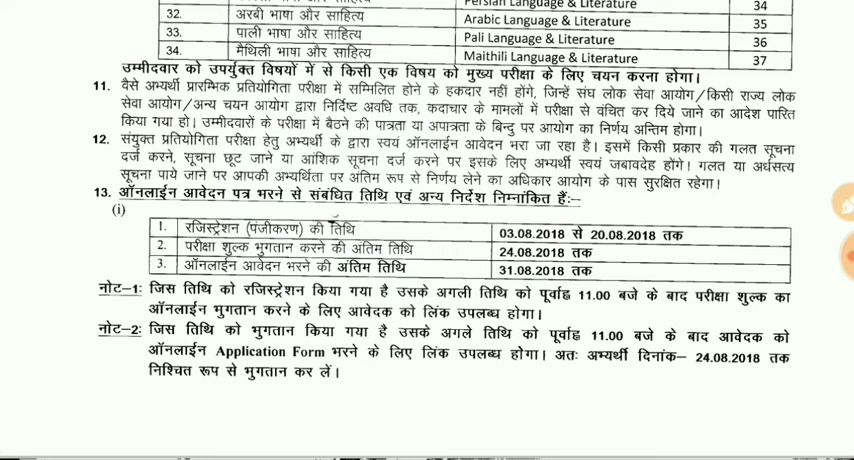 Persian Language & Literature 34
32. अरबी भाषा और साहित्य Arabic Language & Literature 35
33. पाली भाषा और साहित्य Pali Language & Literature 36
34. मैथिली भाषा और साहित्य Maithili Language & Literature 37
उम्मीदवार को उपर्युक्त विषयों में से किसी एक विषय को मुख्य परीक्षा के लिए चयन करना होगा।
11. वैसे अभ्यर्थी प्रारम्भिक प्रतियोगिता परीक्षा में सम्मिलित होने के हकदार नहीं होंगे, जिन्हें संघ लोक सेवा आयोग/किसी राज्य लोक
सेवा आयोग/अन्य चयन आयोग द्वारा निर्दिष्ट अवधि तक, कदाचार के मामलों में परीक्षा से वंचित कर दिये जाने का आदेश पारित
किया गया हो। उम्मीदवारों के परीक्षा में बैठने की पात्रता या अपात्रता के बिन्दु पर आयोग का निर्णय अन्तिम होगा।
12. संयुक्त प्रतियोगिता परीक्षा हेतु अभ्यर्थी के द्वारा स्वयं ऑनलाईन आवेदन भरा जा रहा है। इसमें किसी प्रकार की गलत सूचना
दर्ज करने, सूचना छूट जाने या आंशिक सूचना दर्ज करने पर इसके लिए अभ्यर्थी स्वयं जबावदेह होंगे। गलत या अर्धसत्य
सूचना पाये जाने पर आपकी अभ्यर्थिता पर अंतिम रूप से निर्णय लेने का अधिकार आयोग के पास सुरक्षित रहेगा।
13. ऑनलाईन आवेदन पत्र भरने से संबंधित तिथि एवं अन्य निर्देश निम्नांकित हैं:–
(i)
1. रजिस्ट्रेशन (पंजीकरण) की तिथि 03.08.2018 से 20.08.2018 तक
2. परीक्षा शुल्क भुगतान करने की अंतिम तिथि 24.08.2018 तक
3. ऑनलाईन आवेदन भरने की अंतिम तिथि 31.08.2018 तक
नोट–1: जिस तिथि को रजिस्ट्रेशन किया गया है उसके अगली तिथि को पूर्वाह्न 11.00 बजे के बाद परीक्षा शुल्क का
ऑनलाईन भुगतान करने के लिए आवेदक को लिंक उपलब्ध होगा।
नोट–2: जिस तिथि को भुगतान किया गया है उसके अगले तिथि को पूर्वाह्न 11.00 बजे के बाद आवेदक को
ऑनलाईन Application Form भरने के लिए लिंक उपलब्ध होगा। अतः अभ्यर्थी दिनांक– 24.08.2018 तक
निश्चित रूप से भुगतान कर लें।